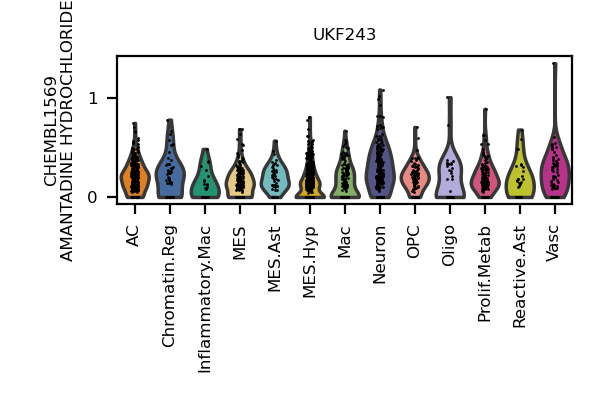 UKF243
CHEMBL1569
AMANTADINE HYDROCHLORIDE
1
0
AC
Chromatin.Reg
Inflammatory.Mac
MES
MES.Ast
MES.Hyp
Mac
Neuron
OPC
Oligo
Prolif.Metab
Reactive.Ast
Vasc